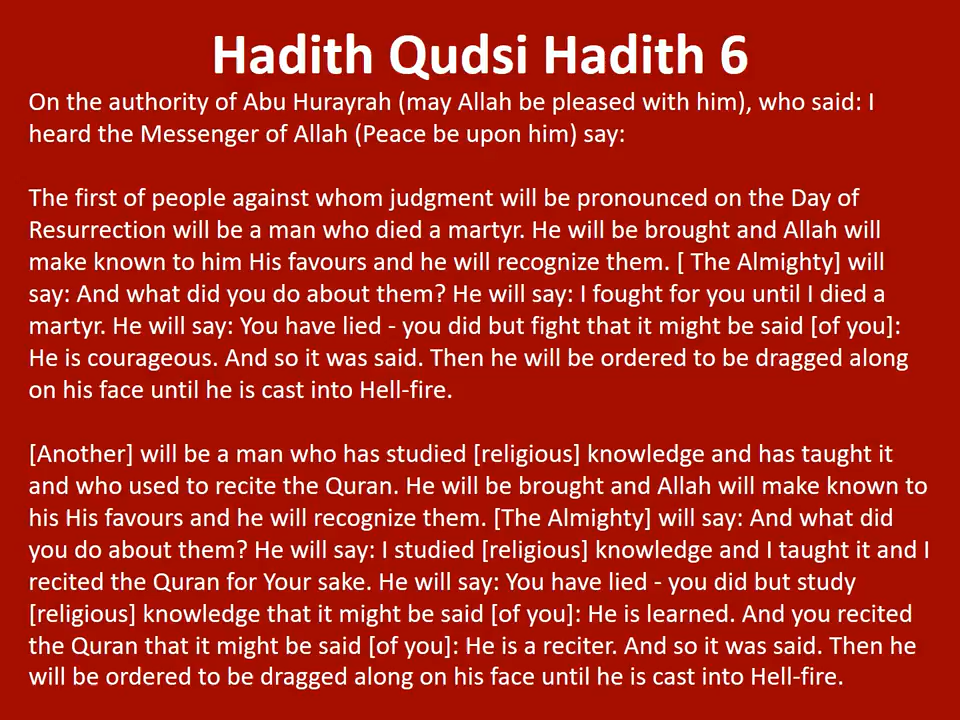 Hadith Qudsi Hadith 6
On the authority of Abu Hurayrah (may Allah be pleased with him), who said: I
heard the Messenger of Allah (Peace be upon him) say:
The first of people against whom judgment will be pronounced on the Day of
Resurrection will be a man who died a martyr. He will be brought and Allah will
make known to him His favours and he will recognize them. [ The Almighty] will
say: And what did you do about them? He will say: I fought for you until I died a
martyr. He will say: You have lied - you did but fight that it might be said [of you]:
He is courageous. And so it was said. Then he will be ordered to be dragged along
on his face until he is cast into Hell-fire.
[Another] will be a man who has studied [religious] knowledge and has taught it
and who used to recite the Quran. He will be brought and Allah will make known to
his His favours and he will recognize them. [The Almighty] will say: And what did
you do about them? He will say: I studied [religious] knowledge and I taught it and I
recited the Quran for Your sake. He will say: You have lied - you did but study
[religious] knowledge that it might be said [of you]: He is learned. And you recited
the Quran that it might be said [of you]: He is a reciter. And so it was said. Then he
will be ordered to be dragged along on his face until he is cast into Hell-fire.